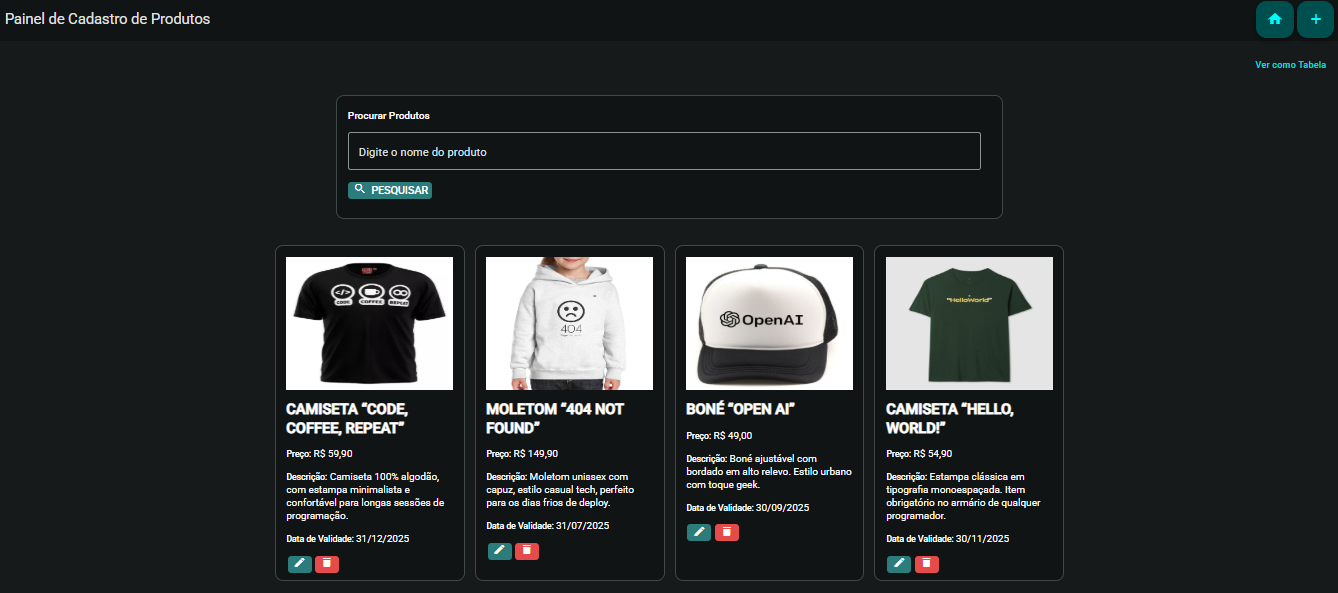 Painel de Cadastro de Produtos
Ver como Tabela
Procurar Produtos
Digite o nome do produto
PESQUISAR
</>
CODE
COFFEE
REPEAT
CAMISETA “CODE,
COFFEE, REPEAT”
Preço: R$ 59,90
Descrição: Camiseta 100% algodão,
com estampa minimalista e
confortável para longas sessões de
programação.
Data de Validade: 31/12/2025
404
MOLETOM “404 NOT
FOUND”
Preço: R$ 149,90
Descrição: Moletom unissex com
capuz, estilo casual tech, perfeito
para os dias frios de deploy.
Data de Validade: 31/07/2025
OpenAI
BONÉ “OPEN AI”
Preço: R$ 49,00
Descrição: Boné ajustável com
bordado em alto relevo. Estilo urbano
com toque geek.
Data de Validade: 30/09/2025
“HelloWorld”
CAMISETA “HELLO,
WORLD!”
Preço: R$ 54,90
Descrição: Estampa clássica em
tipografia monoespaçada. Item
obrigatório no armário de qualquer
programador.
Data de Validade: 30/11/2025